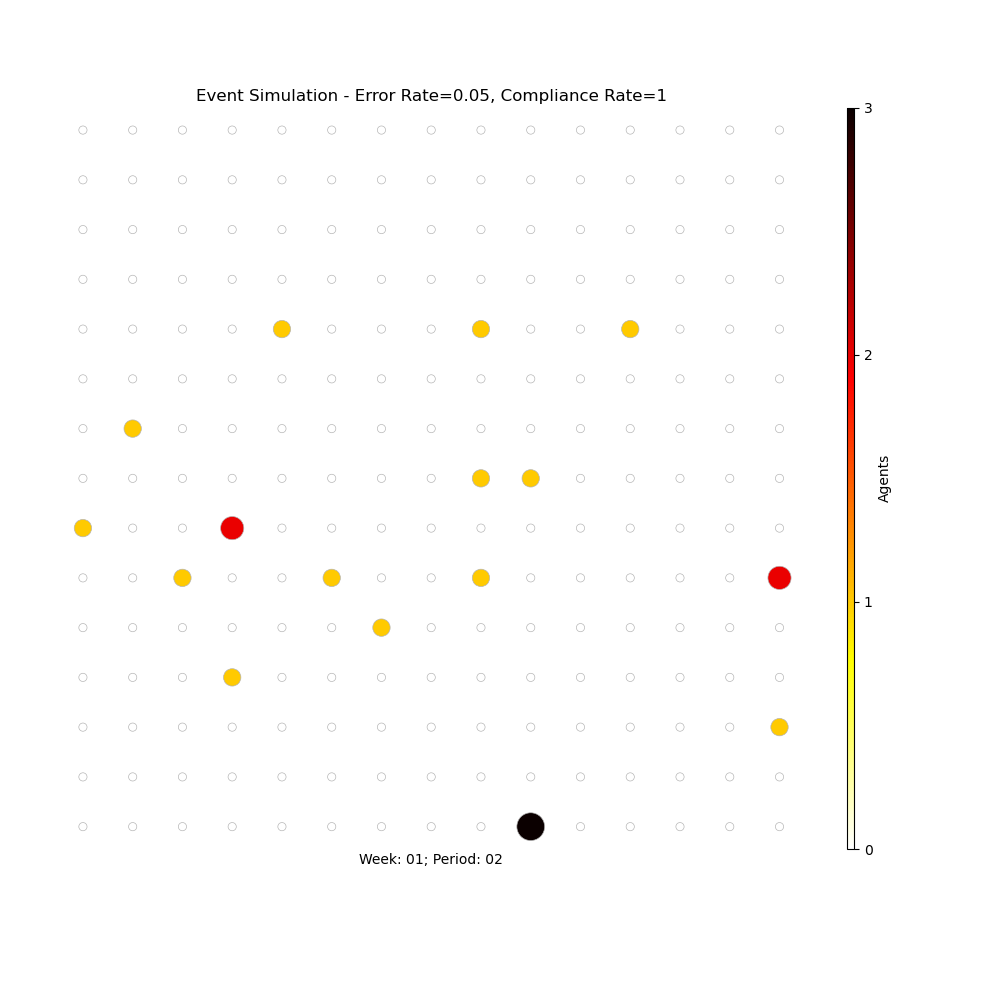 Event Simulation - Error Rate=0.05, Compliance Rate=1
3
2
Agents
1
0
Week: 01; Period: 02